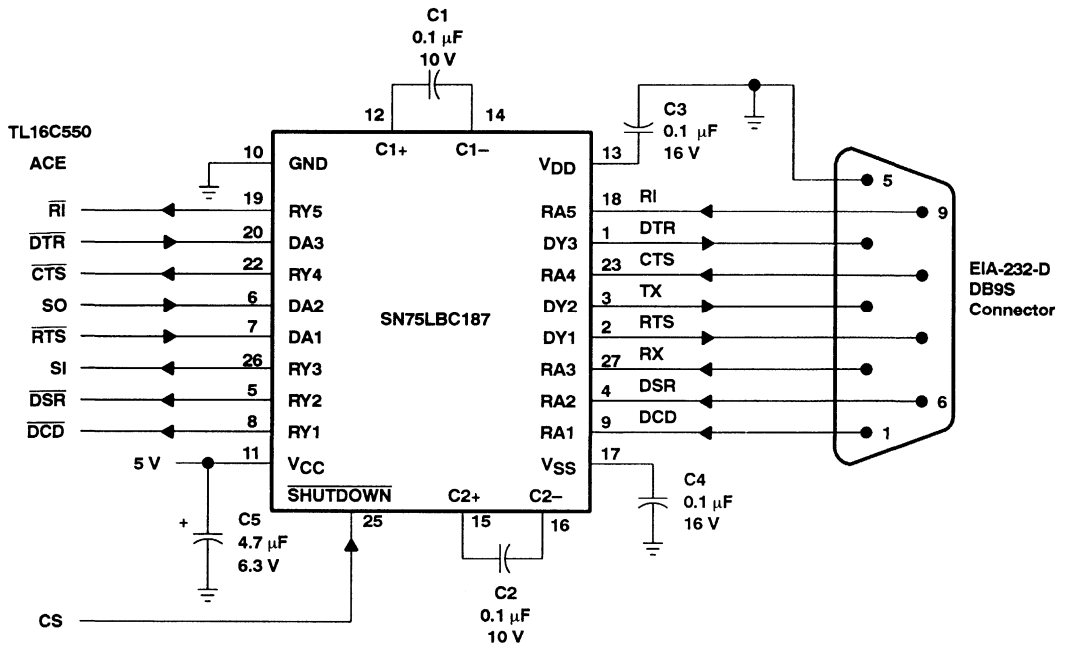 C1
0.1 μF
10 V
12
14
TL16C550
ACE
C1+
C1−
C3
0.1 μF
16 V
10
GND
VDD
13
5
RI
19
RY5
RA5
18
RI
9
DTR
20
DA3
DY3
1
DTR
CTS
22
RY4
RA4
23
CTS
EIA-232-D
DB9S
Connector
SO
6
DA2
SN75LBC187
DY2
3
TX
RTS
7
DA1
DY1
2
RTS
SI
26
RY3
RA3
27
RX
DSR
5
RY2
RA2
4
DSR
6
DCD
8
RY1
RA1
9
DCD
1
5 V
11
VCC
VSS
17
SHUTDOWN
C2+
C2−
C4
0.1 μF
16 V
25
15
16
+
C5
4.7 μF
6.3 V
C2
0.1 μF
10 V
CS